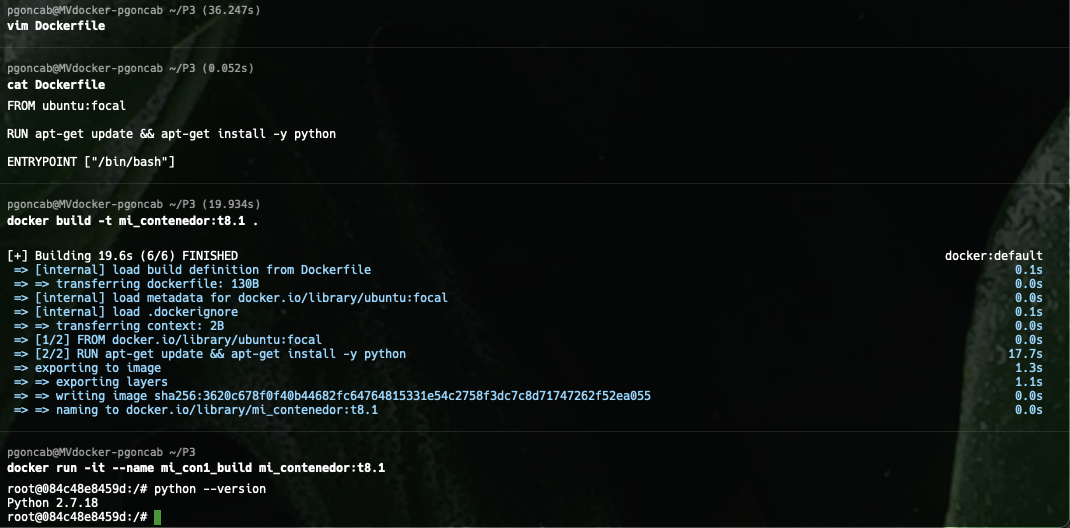 pgoncab@MVdocker-pgoncab ~/P3 (36.247s)
vim Dockerfile
pgoncab@MVdocker-pgoncab ~/P3 (0.052s)
cat Dockerfile
FROM ubuntu:focal
RUN apt-get update && apt-get install -y python
ENTRYPOINT ["/bin/bash"]
pgoncab@MVdocker-pgoncab ~/P3 (19.934s)
docker build -t mi_contenedor:t8.1 .
[+] Building 19.6s (6/6) FINISHED docker:default
=> [internal] load build definition from Dockerfile 0.1s
=> => transferring dockerfile: 130B 0.0s
=> [internal] load metadata for docker.io/library/ubuntu:focal 0.0s
=> [internal] load .dockerignore 0.1s
=> => transferring context: 2B 0.0s
=> [1/2] FROM docker.io/library/ubuntu:focal 0.0s
=> [2/2] RUN apt-get update && apt-get install -y python 17.7s
=> exporting to image 1.3s
=> => exporting layers 1.1s
=> => writing image sha256:3620c678f0f40b44682fc64764815331e54c2758f3dc7c8d71747262f52ea055 0.0s
=> => naming to docker.io/library/mi_contenedor:t8.1 0.0s
pgoncab@MVdocker-pgoncab ~/P3
docker run -it --name mi_con1_build mi_contenedor:t8.1
root@084c48e8459d:/# python --version
Python 2.7.18
root@084c48e8459d:/#